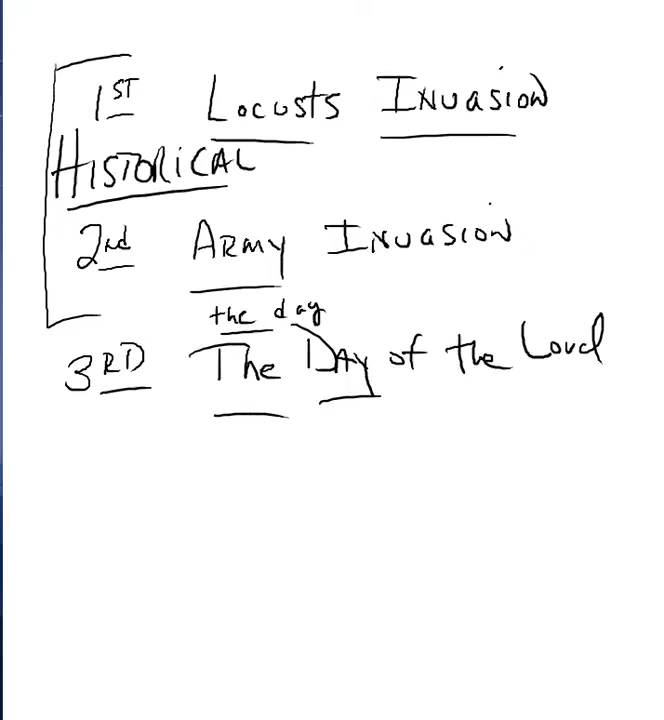 1ST Locusts Invasion
HISTORICAL
2nd Army Invasion
the day
3RD The Day of the Lord